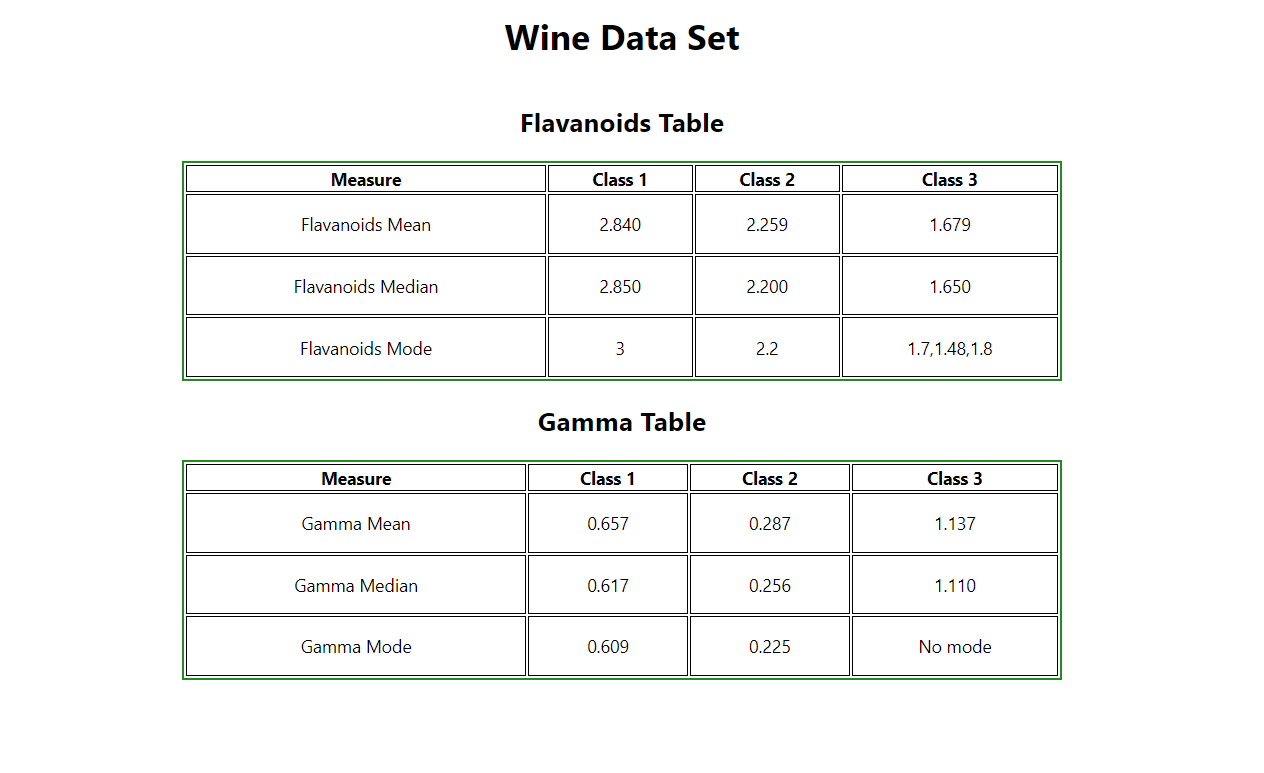 Wine Data Set
Flavanoids Table
Measure Class 1 Class 2 Class 3
Flavanoids Mean 2.840 2.259 1.679
Flavanoids Median 2.850 2.200 1.650
Flavanoids Mode 3 2.2 1.7,1.48,1.8
Gamma Table
Measure Class 1 Class 2 Class 3
Gamma Mean 0.657 0.287 1.137
Gamma Median 0.617 0.256 1.110
Gamma Mode 0.609 0.225 No mode